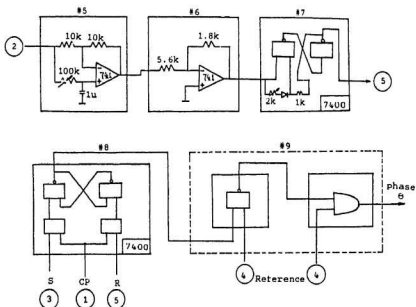 #5 #6 #7
2 10k 10k 100k 1u 741
5.6k 1.8k 741
2k 1k 7400 5
#8 #9
7400
phase
θ
S CP R 4 Reference 4
3 1 5